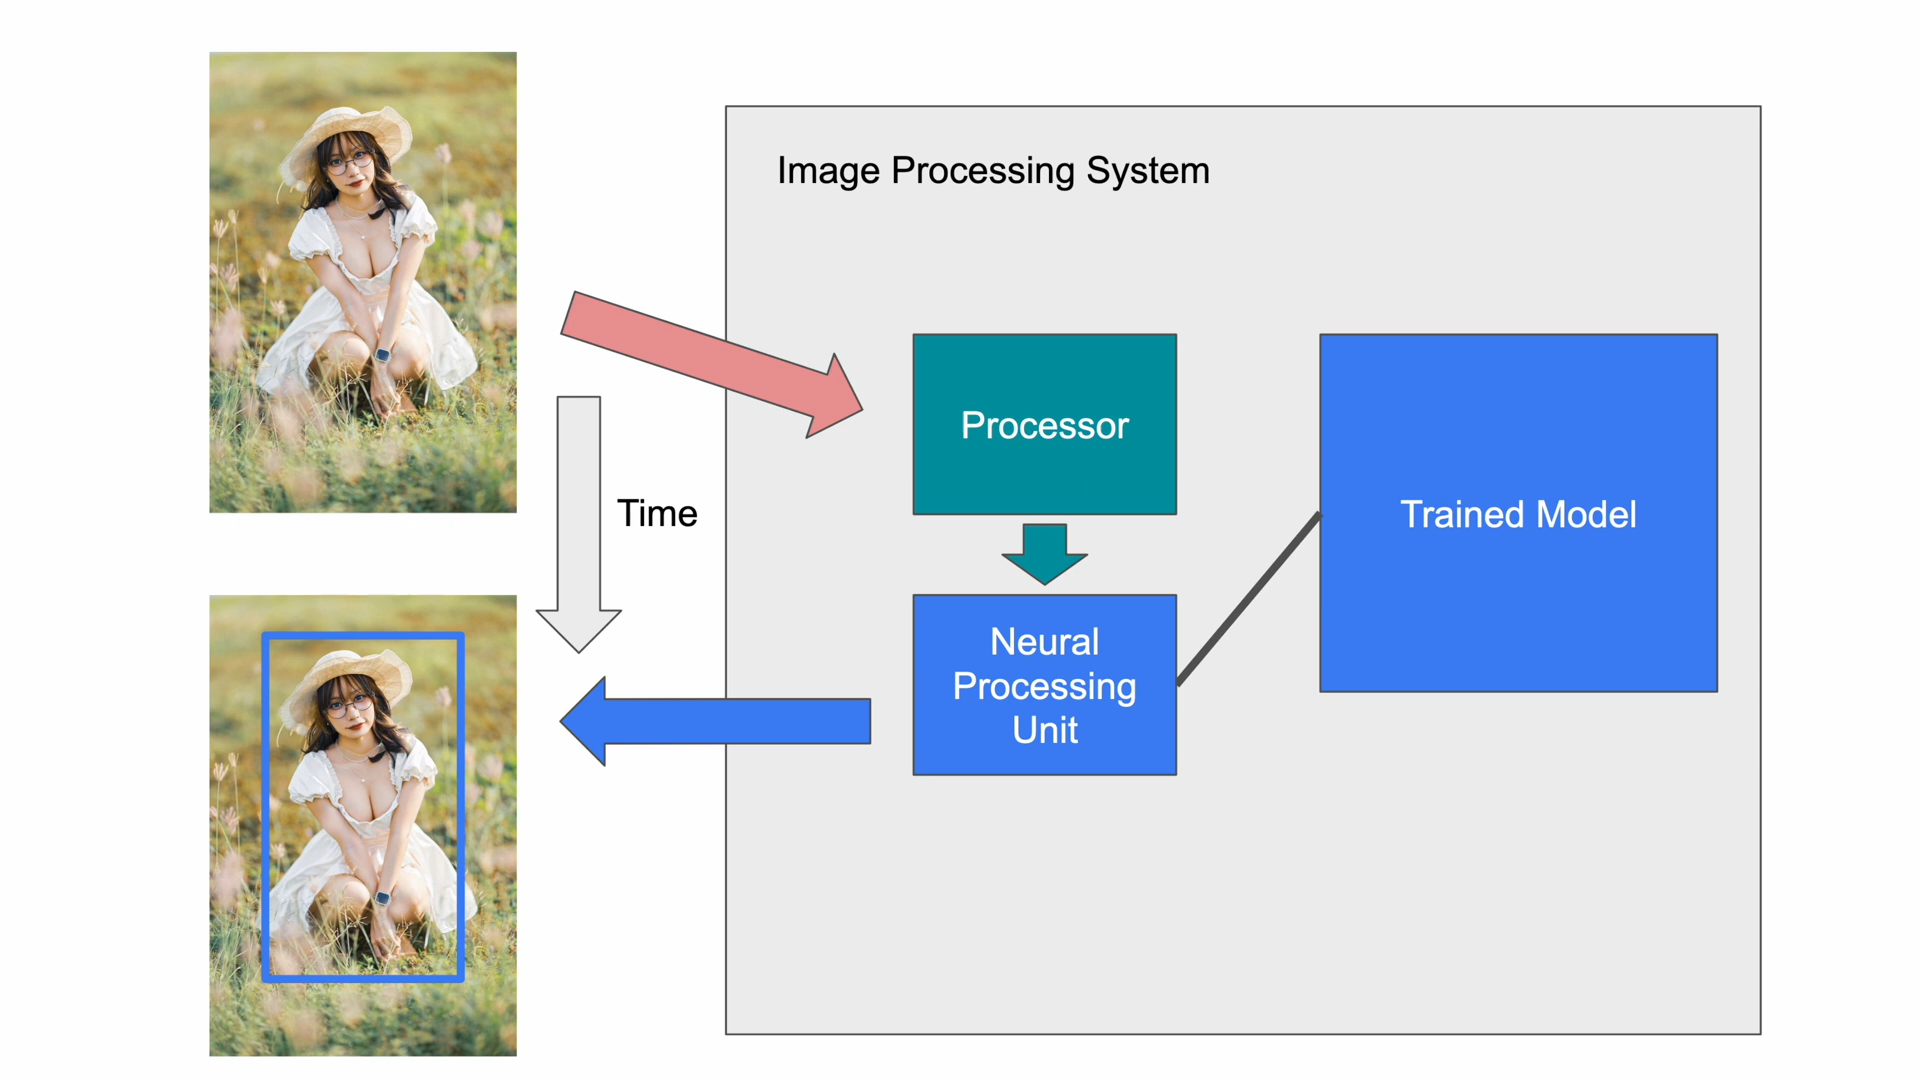 Image Processing System
Processor
Trained Model
Time
Neural
Processing
Unit